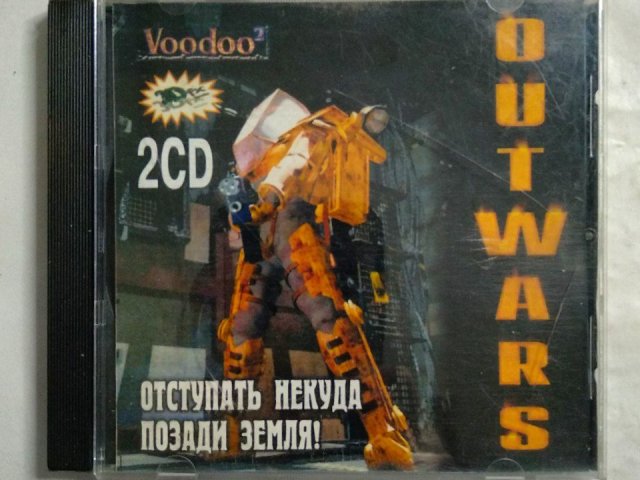 Voodoo²
2CD
OUTWARS
ОТСТУПАТЬ НЕКУДА
ПОЗАДИ ЗЕМЛЯ!